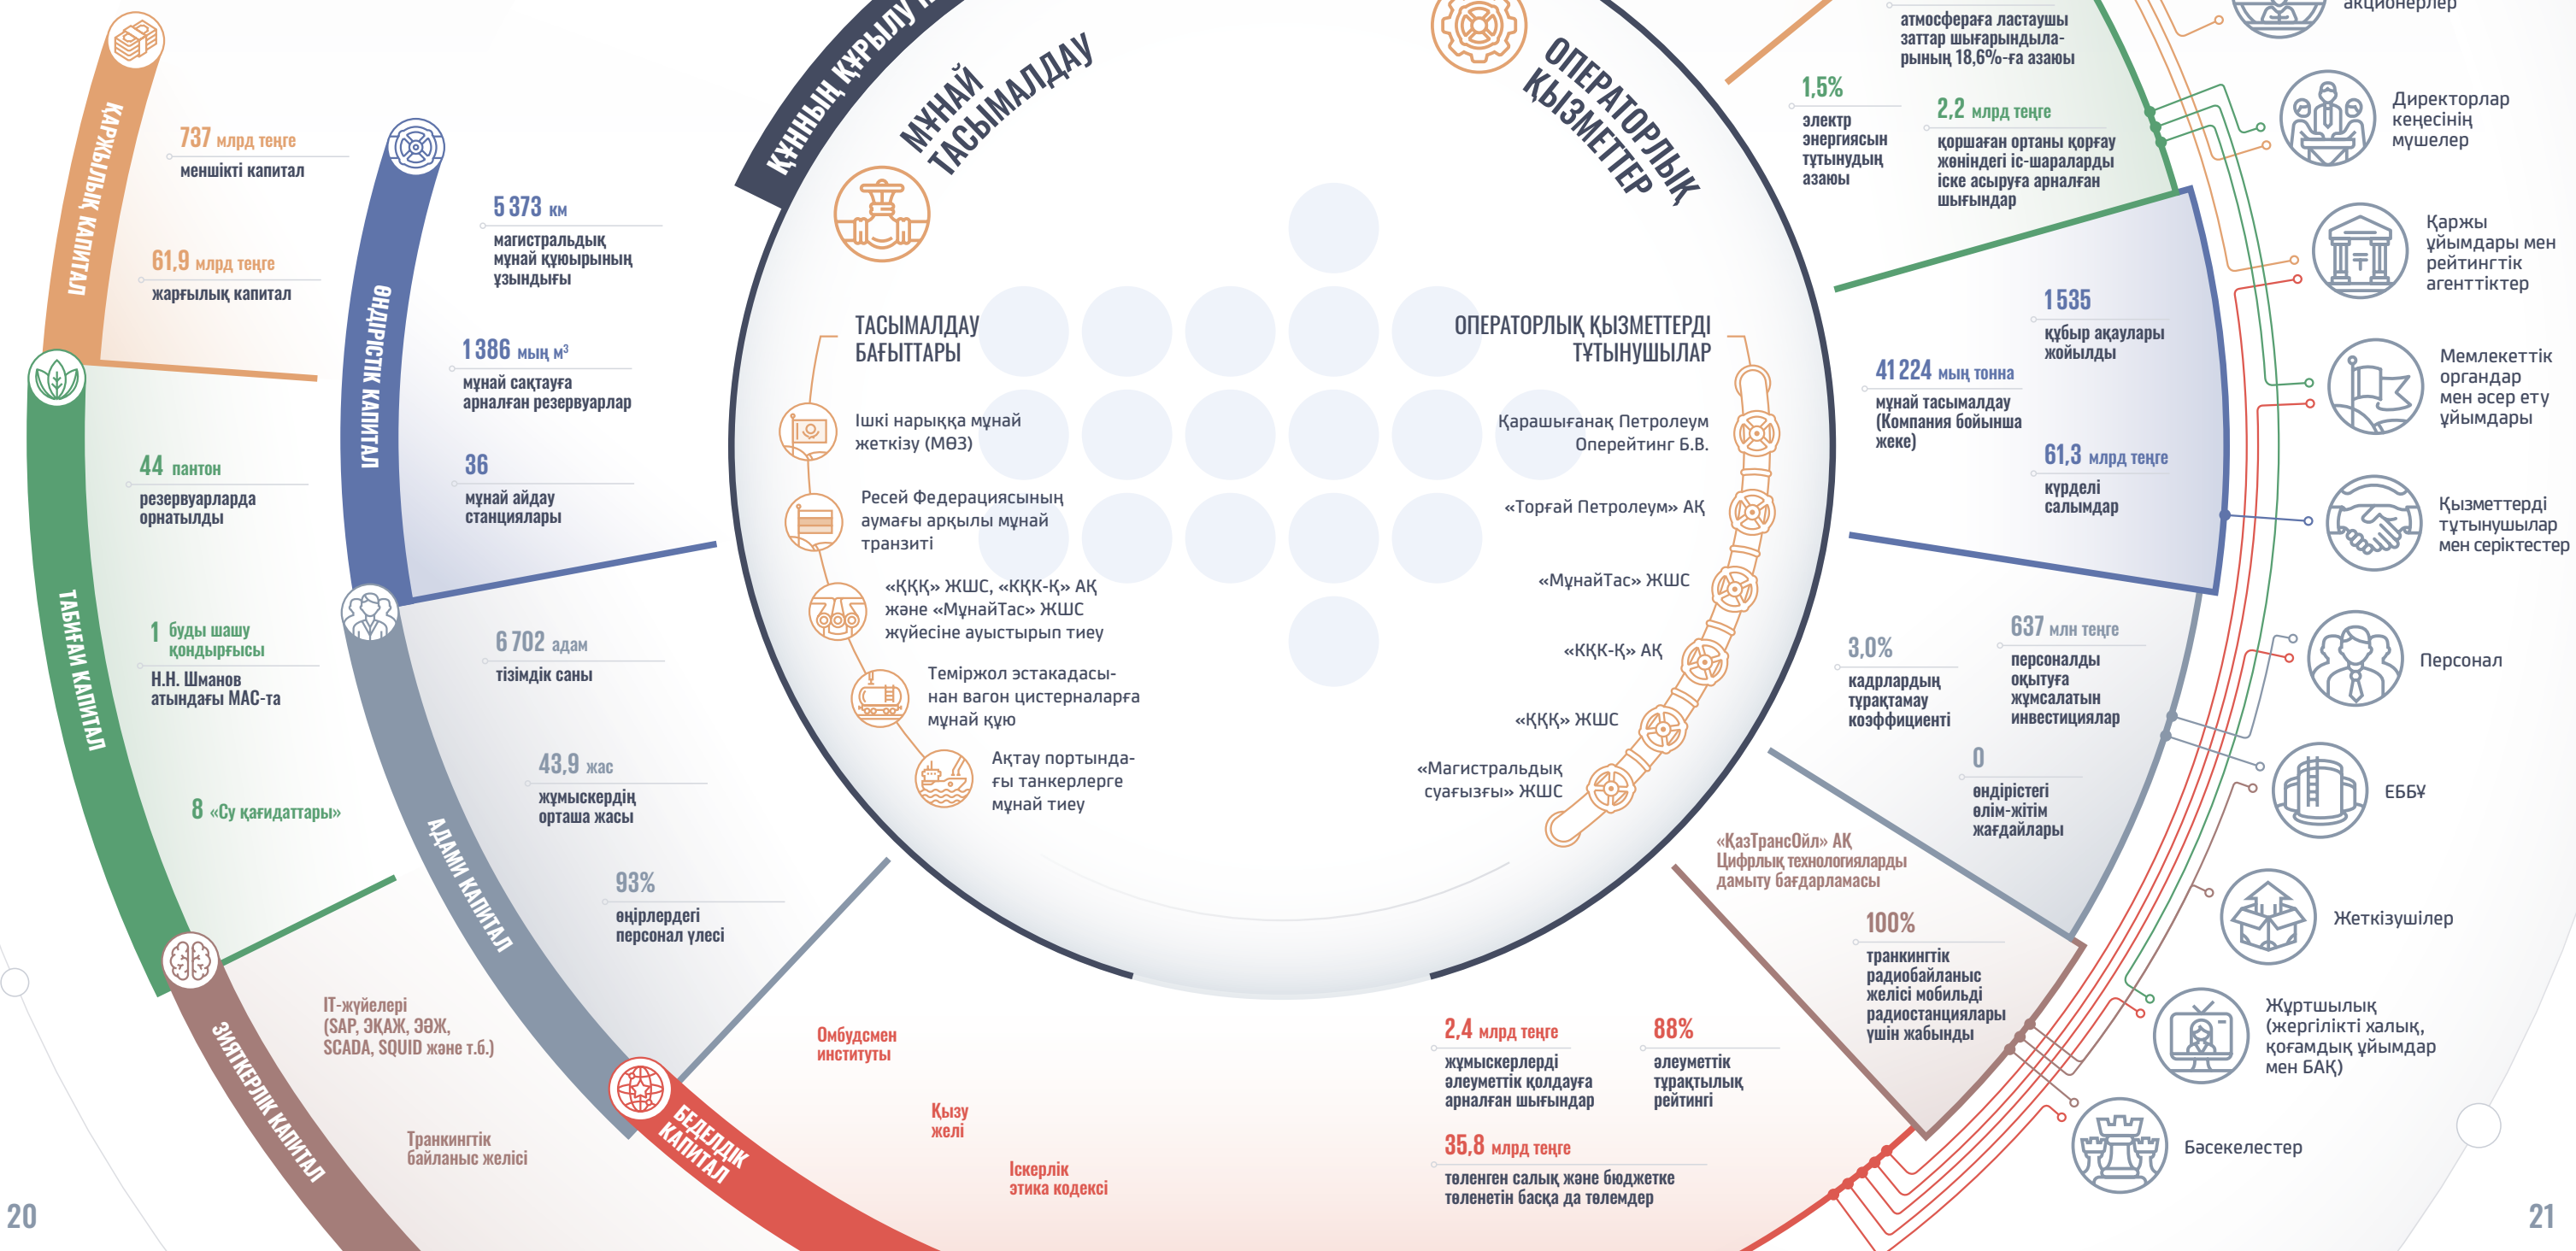 ҚАРЖЫЛЫҚ КАПИТАЛ
737 млрд теңге
меншікті капитал
61,9 млрд теңге
жарғылық капитал
ТАБИҒАИ КАПИТАЛ
44 пантон
резервуарларда
орнатылды
1 буды шашу
қондырғысы
Н.Н. Шманов
атындағы МАС-та
8 «Су қағидаттары»
ЗИЯТКЕРЛІК КАПИТАЛ
ІТ-жүйелері
(SAP, ЭҚАЖ, ЭӘЖ,
SCADA, SQUID және т.б.)
Транкингтік
байланыс желісі
ӨНДІРІСТІК КАПИТАЛ
5 373 км
магистральдық
мұнай құюырының
ұзындығы
1 386 мың м³
мұнай сақтауға
арналған резервуарлар
36
мұнай айдау
станциялары
АДАМИ КАПИТАЛ
6 702 адам
тізімдік саны
43,9 жас
жұмыскердің
орташа жасы
93%
өңірлердегі
персонал үлесі
БЕДЕЛДІК
КАПИТАЛ
Омбудсмен
институты
Қызу
желі
Іскерлік
этика кодексі
ҚҰННЫҢ ҚҰРЫЛУ
МҰНАЙ
ТАСЫМАЛДАУ
ТАСЫМАЛДАУ
БАҒЫТТАРЫ
Ішкі нарыққа мұнай
жеткізу (МӨЗ)
Ресей Федерациясының
аумағы арқылы мұнай
транзиті
«ҚҚҚ» ЖШС, «КҚК-Қ» АҚ
және «МұнайТас» ЖШС
жүйесіне ауыстырып тиеу
Теміржол эстакадасы-
нан вагон цистерналарға
мұнай құю
Ақтау портында-
ғы танкерлерге
мұнай тиеу
ОПЕРАТОРЛЫҚ
ҚЫЗМЕТТЕР
ОПЕРАТОРЛЫҚ ҚЫЗМЕТТЕРДІ
ТҰТЫНУШЫЛАР
Қарашығанақ Петролеум
Оперейтинг Б.В.
«Торғай Петролеум» АҚ
«МұнайТас» ЖШС
«КҚК-Қ» АҚ
«ҚҚҚ» ЖШС
«Магистральдық
суағызғы» ЖШС
атмосфераға ластаушы
заттар шығарындыла-
рының 18,6%-ға азаюы
1,5%
электр
энергиясын
тұтынудың
азаюы
2,2 млрд теңге
қоршаған ортаны қорғау
жөніндегі іс-шараларды
іске асыруға арналған
шығындар
1 535
құбыр ақаулары
жойылды
41 224 мың тонна
мұнай тасымалдау
(Компания бойынша
жеке)
61,3 млрд теңге
күрделі
салымдар
3,0%
кадрлардың
тұрақтамау
коэффициенті
637 млн теңге
персоналды
оқытуға
жұмсалатын
инвестициялар
0
өндірістегі
өлім-жітім
жағдайлары
«ҚазТрансОйл» АҚ
Цифрлық технологияларды
дамыту бағдарламасы
100%
транкингтік
радиобайланыс
желісі мобильді
радиостанциялары
үшін жабынды
2,4 млрд теңге
жұмыскерлерді
әлеуметтік қолдауға
арналған шығындар
88%
әлеуметтік
тұрақтылық
рейтингі
35,8 млрд теңге
төленген салық және бюджетке
төленетін басқа да төлемдер
акционерлер
Директорлар
кеңесінің
мүшелер
Қаржы
ұйымдары мен
рейтингтік
агенттіктер
Мемлекеттік
органдар
мен әсер ету
ұйымдары
Қызметтерді
тұтынушылар
мен серіктестер
Персонал
ЕББҰ
Жеткізушілер
Жұртшылық
(жергілікті халық,
қоғамдық ұйымдар
мен БАҚ)
Бәсекелестер
20
21